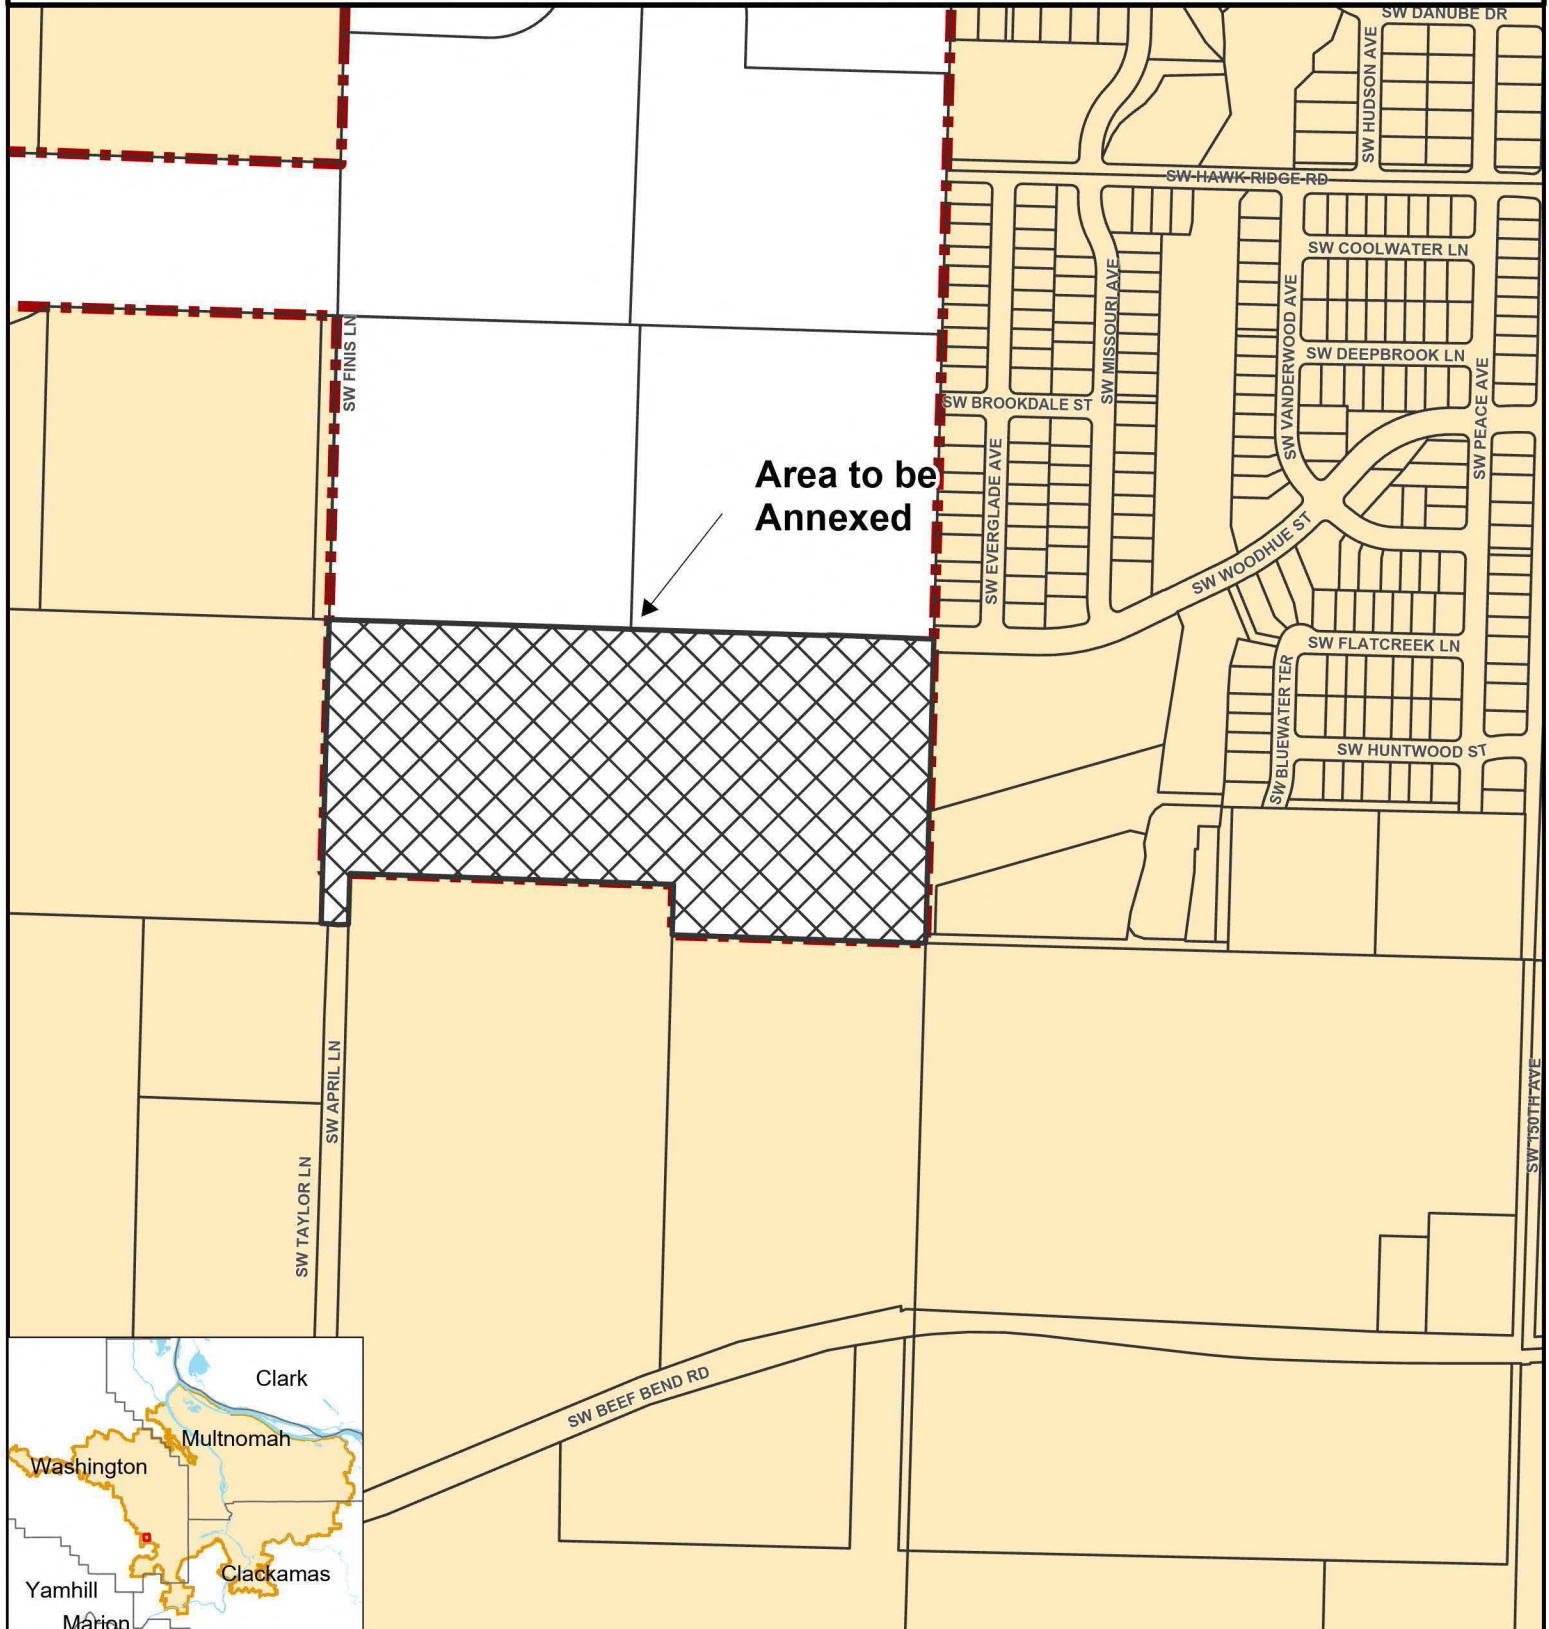 SW DANUBE DR
SW HUDSON AVE
SW HAWK RIDGE RD
SW COOLWATER LN
SW MISSOURI AVE
SW VANDERWOOD AVE
SW FINIS LN
SW DEEPBROOK LN
SW PEACE AVE
SW BROOKDALE ST
SW EVERGLADE AVE
Area to be
Annexed
SW WOODHUE ST
SW FLATCREEK LN
SW BLUEWATER TER
SW HUNTWOOD ST
SW APRIL LN
SW 150TH AVE
SW TAYLOR LN
SW BEEF BEND RD
Clark
Multnomah
Washington
Clackamas
Yamhill
Marion